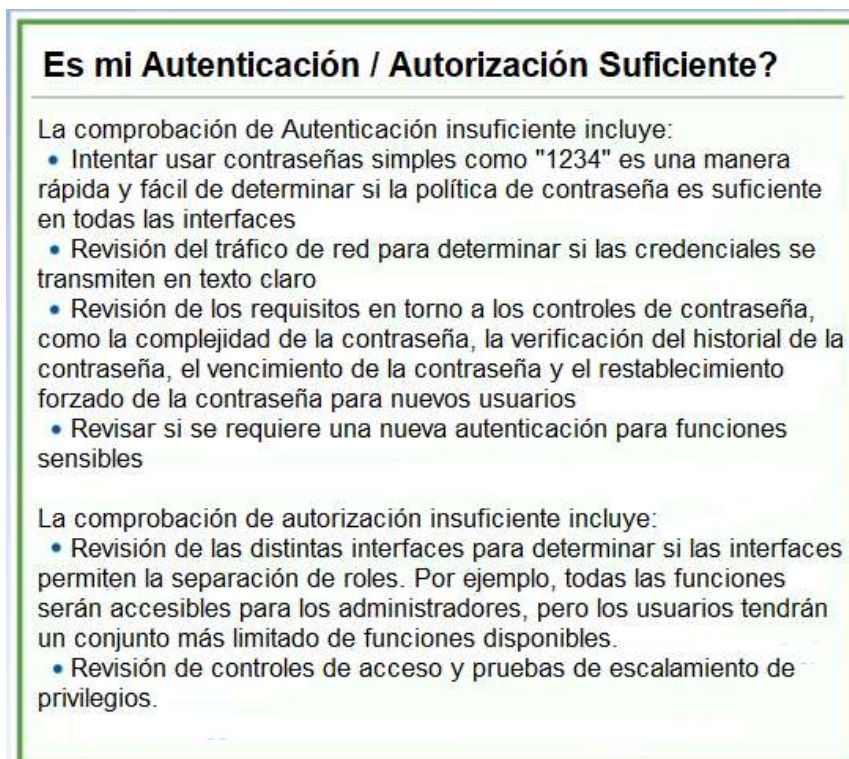 Es mi Autenticación / Autorización Suficiente?
La comprobación de Autenticación insuficiente incluye:
• Intentar usar contraseñas simples como "1234" es una manera
rápida y fácil de determinar si la política de contraseña es suficiente
en todas las interfaces
• Revisión del tráfico de red para determinar si las credenciales se
transmiten en texto claro
• Revisión de los requisitos en torno a los controles de contraseña,
como la complejidad de la contraseña, la verificación del historial de la
contraseña, el vencimiento de la contraseña y el restablecimiento
forzado de la contraseña para nuevos usuarios
• Revisar si se requiere una nueva autenticación para funciones
sensibles
La comprobación de autorización insuficiente incluye:
• Revisión de las distintas interfaces para determinar si las interfaces
permiten la separación de roles. Por ejemplo, todas las funciones
serán accesibles para los administradores, pero los usuarios tendrán
un conjunto más limitado de funciones disponibles.
• Revisión de controles de acceso y pruebas de escalamiento de
privilegios.